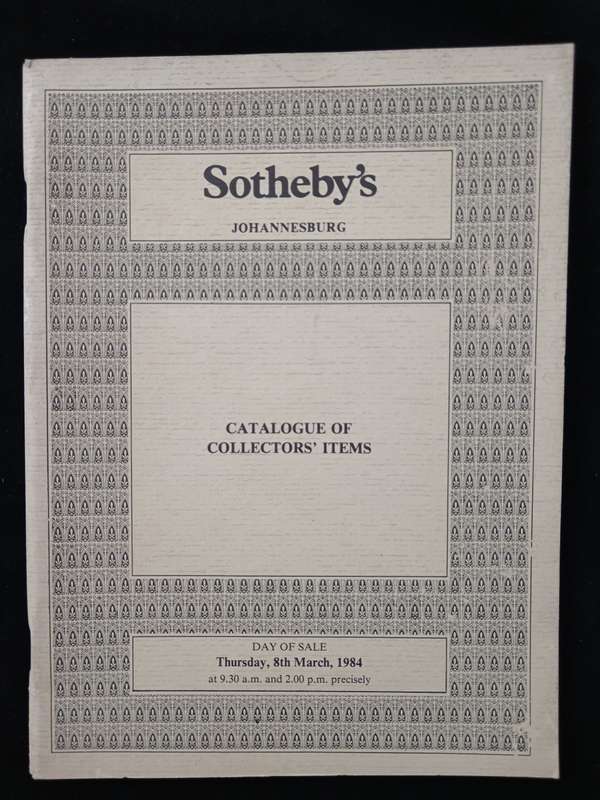 Sotheby's
JOHANNESBURG
CATALOGUE OF
COLLECTORS' ITEMS
DAY OF SALE
Thursday, 8th March, 1984
at 9.30 a.m. and 2.00 p.m. precisely